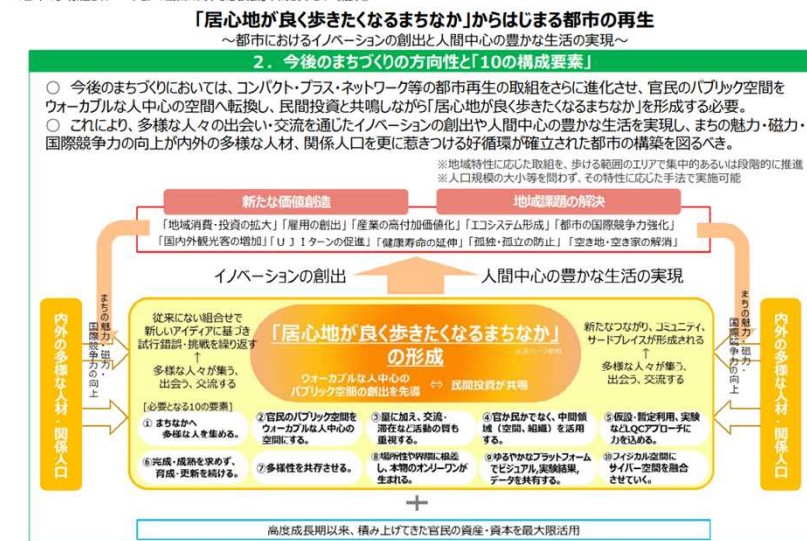 「居心地が良く歩きたくなるまちなか」からはじまる都市の再生
～都市におけるイノベーションの創出と人間中心の豊かな生活の実現～
２．今後のまちづくりの方向性と「10の構成要素」
○ 今後のまちづくりにおいては、コンパクト・プラス・ネットワーク等の都市再生の取組をさらに進化させ、官民のパブリック空間を
ウォーカブルな人中心の空間へ転換し、民間投資と共鳴しながら「居心地が良く歩きたくなるまちなか」を形成する必要。
○ これにより、多様な人々の出会い・交流を通じたイノベーションの創出や人間中心の豊かな生活を実現し、まちの魅力・磁力・
国際競争力の向上が内外の多様な人材、関係人口を更に惹きつける好循環が確立された都市の構築を図るべき。
※地域特性に応じた取組を、歩ける範囲のエリアで集中的あるいは段階的に推進
※人口規模の大小等を問わず、その特性に応じた手法で実施可能
新たな価値創造
地域課題の解決
「地域消費・投資の拡大」「雇用の創出」「産業の高付加価値化」「エコシステム形成」「都市の国際競争力強化」
「国内外観光客の増加」「ＵＪＩターンの促進」「健康寿命の延伸」「孤独・孤立の防止」「空き地・空き家の解消」
イノベーションの創出
人間中心の豊かな生活の実現
内外の多様な人材・関係人口
まちの魅力・磁力・
国際競争力の向上
従来にない組合せで
新しいアイディアに基づき
試行錯誤・挑戦を繰り返す
↑
多様な人々が集う、
出会う、交流する
「居心地が良く歩きたくなるまちなか」
の形成
ウォーカブルな人中心の
パブリック空間の創出を先導
⇔ 民間投資が共鳴
新たなつながり、コミュニティ、
サードプレイスが形成される
↑
多様な人々が集う、
出会う、交流する
まちの魅力・磁力・
国際競争力の向上
内外の多様な人材・関係人口
[必要となる10の要素]
① まちなかへ
多様な人を集める。
②官民のパブリック空間を
ウォーカブルな人中心の
空間にする。
③量に加え、交流・
滞在など活動の質も
重視する。
④官か民かでなく、中間領
域（空間、組織）を活用
する。
⑤仮設・暫定利用、実験
などLQCアプローチに
力を込める。
⑥完成・成熟を求めず、
育成・更新を続ける。
⑦多様性を共存させる。
⑧場所性や界隈に根差
し、本物のオンリーワンが
生まれる。
⑨ゆるやかなプラットフォーム
でビジュアル,実験結果,
データを共有する。
⑩フィジカル空間に
サイバー空間を融合
させていく。
＋
高度成長期以来、積み上げてきた官民の資産・資本を最大限活用